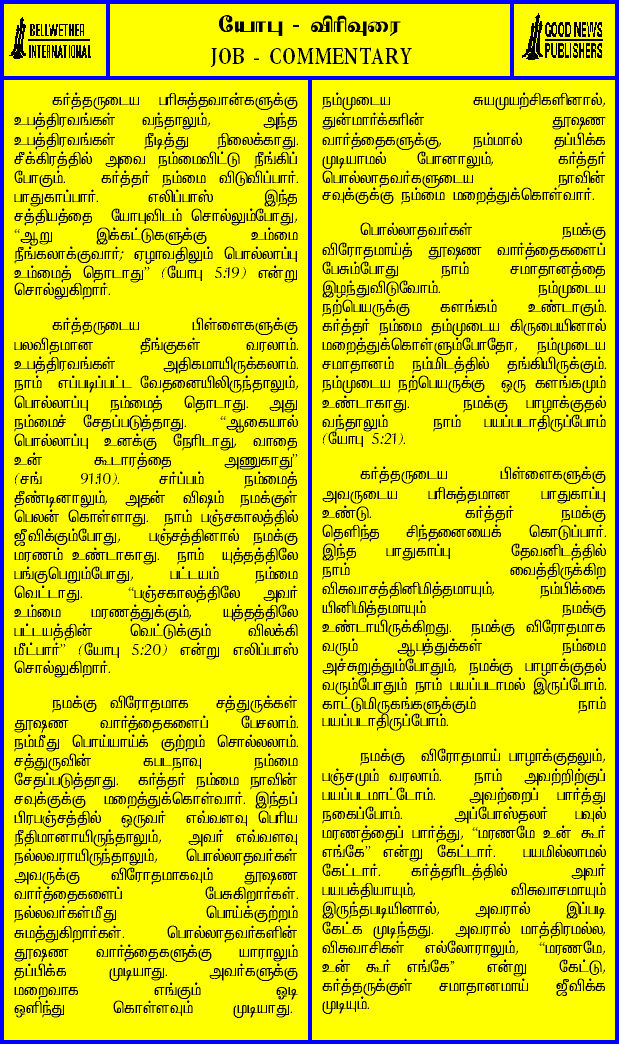 BELLWETHER
INTERNATIONAL
யோபு - விரிவுரை
JOB - COMMENTARY
GOOD NEWS
PUBLISHERS
கர்த்தருடைய பரிசுத்தவான்களுக்கு
உபத்திரவங்கள் வந்தாலும், அந்த
உபத்திரவங்கள் நீடித்து நிலைக்காது.
சீக்கிரத்தில் அவை நம்மைவிட்டு நீங்கிப்
போகும். கர்த்தர் நம்மை விடுவிப்பார்.
பாதுகாப்பார். எலிப்பாஸ் இந்த
சத்தியத்தை யோபுவிடம் சொல்லும்போது,
“ஆறு இக்கட்டுகளுக்கு உம்மை
நீங்கலாக்குவார்; ஏழாவதிலும் பொல்லாப்பு
உம்மைத் தொடாது” (யோபு 5:19) என்று
சொல்லுகிறார்.
கர்த்தருடைய பிள்ளைகளுக்கு
பலவிதமான தீங்குகள் வரலாம்.
உபத்திரவங்கள் அதிகமாயிருக்கலாம்.
நாம் எப்படிப்பட்ட வேதனையிலிருந்தாலும்,
பொல்லாப்பு நம்மைத் தொடாது. அது
நம்மைச் சேதப்படுத்தாது. “ஆகையால்
பொல்லாப்பு உனக்கு நேரிடாது, வாதை
உன் கூடாரத்தை அணுகாது”
(சங் 91:10). சர்ப்பம் நம்மைத்
தீண்டினாலும், அதன் விஷம் நமக்குள்
பெலன் கொள்ளாது. நாம் பஞ்சகாலத்தில்
ஜீவிக்கும்போது, பஞ்சத்தினால் நமக்கு
மரணம் உண்டாகாது. நாம் யுத்தத்திலே
பங்குபெறும்போது, பட்டயம் நம்மை
வெட்டாது. “பஞ்சகாலத்திலே அவர்
உம்மை மரணத்துக்கும், யுத்தத்திலே
பட்டயத்தின் வெட்டுக்கும் விலக்கி
மீட்பார்” (யோபு 5:20) என்று எலிப்பாஸ்
சொல்லுகிறார்.
நமக்கு விரோதமாக சத்துருக்கள்
தூஷண வார்த்தைகளைப் பேசலாம்.
நம்மீது பொய்யாய்க் குற்றம் சொல்லலாம்.
சத்துருவின் கபடநாவு நம்மை
சேதப்படுத்தாது. கர்த்தர் நம்மை நாவின்
சவுக்குக்கு மறைத்துக்கொள்வார். இந்தப்
பிரபஞ்சத்தில் ஒருவர் எவ்வளவு பெரிய
நீதிமானாயிருந்தாலும், அவர் எவ்வளவு
நல்லவராயிருந்தாலும், பொல்லாதவர்கள்
அவருக்கு விரோதமாகவும் தூஷண
வார்த்தைகளைப் பேசுகிறார்கள்.
நல்லவர்கள்மீது பொய்க்குற்றம்
சுமத்துகிறார்கள். பொல்லாதவர்களின்
தூஷண வார்த்தைகளுக்கு யாராலும்
தப்பிக்க முடியாது. அவர்களுக்கு
மறைவாக எங்கும் ஓடி
ஒளிந்து கொள்ளவும் முடியாது.
நம்முடைய சுயமுயற்சிகளினால்,
துன்மார்க்கரின் தூஷண
வார்த்தைகளுக்கு, நம்மால் தப்பிக்க
முடியாமல் போனாலும், கர்த்தர்
பொல்லாதவர்களுடைய நாவின்
சவுக்குக்கு நம்மை மறைத்துக்கொள்வார்.
பொல்லாதவர்கள் நமக்கு
விரோதமாய்த் தூஷண வார்த்தைகளைப்
பேசும்போது நாம் சமாதானத்தை
இழந்துவிடுவோம். நம்முடைய
நற்பெயருக்கு களங்கம் உண்டாகும்.
கர்த்தர் நம்மை தம்முடைய கிருபையினால்
மறைத்துக்கொள்ளும்போதோ, நம்முடைய
சமாதானம் நம்மிடத்தில் தங்கியிருக்கும்.
நம்முடைய நற்பெயருக்கு ஒரு களங்கமும்
உண்டாகாது. நமக்கு பாழாக்குதல்
வந்தாலும் நாம் பயப்படாதிருப்போம்
(யோபு 5:21).
கர்த்தருடைய பிள்ளைகளுக்கு
அவருடைய பரிசுத்தமான பாதுகாப்பு
உண்டு. கர்த்தர் நமக்கு
தெளிந்த சிந்தனையைக் கொடுப்பார்.
இந்த பாதுகாப்பு தேவனிடத்தில்
நாம் வைத்திருக்கிற
விசுவாசத்தினிமித்தமாயும், நம்பிக்கை
யினிமித்தமாயும் நமக்கு
உண்டாயிருக்கிறது. நமக்கு விரோதமாக
வரும் ஆபத்துக்கள் நம்மை
அச்சுறுத்தும்போதும், நமக்கு பாழாக்குதல்
வரும்போதும் நாம் பயப்படாமல் இருப்போம்.
காட்டுமிருகங்களுக்கும் நாம்
பயப்படாதிருப்போம்.
நமக்கு விரோதமாய் பாழாக்குதலும்,
பஞ்சமும் வரலாம். நாம் அவற்றிற்குப்
பயப்படமாட்டோம். அவற்றைப் பார்த்து
நகைப்போம். அப்போஸ்தலர் பவுல்
மரணத்தைப் பார்த்து, “மரணமே உன் கூர்
எங்கே” என்று கேட்டார். பயமில்லாமல்
கேட்டார். கர்த்தரிடத்தில் அவர்
பயபக்தியாயும், விசுவாசமாயும்
இருந்தபடியினால், அவரால் இப்படி
கேட்க முடிந்தது. அவரால் மாத்திரமல்ல,
விசுவாசிகள் எல்லோராலும், “மரணமே,
உன் கூர் எங்கே” என்று கேட்டு,
கர்த்தருக்குள் சமாதானமாய் ஜீவிக்க
முடியும்.